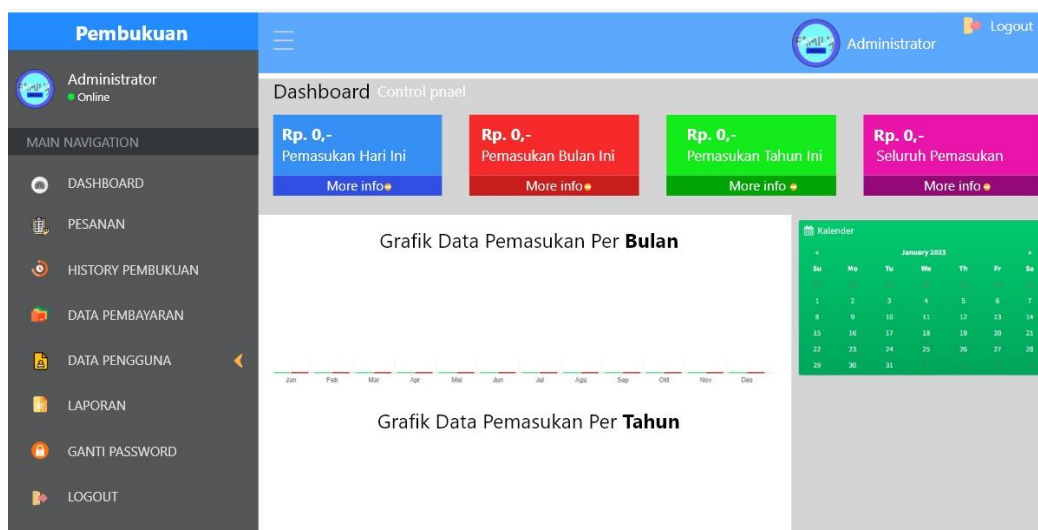 Pembukuan
Administrator
Logout
Administrator
Online
Dashboard Control pnael
MAIN NAVIGATION
DASHBOARD
PESANAN
HISTORY PEMBUKUAN
DATA PEMBAYARAN
DATA PENGGUNA
LAPORAN
GANTI PASSWORD
LOGOUT
Rp. 0,-
Pemasukan Hari Ini
More info
Rp. 0,-
Pemasukan Bulan Ini
More info
Rp. 0,-
Pemasukan Tahun Ini
More info
Rp. 0,-
Seluruh Pemasukan
More info
Grafik Data Pemasukan Per Bulan
Jan Feb Mar Apr Mei Jun Jul Agu Sep Okt Nov Des
Grafik Data Pemasukan Per Tahun
Kalender
« January 2023 »
Su Mo Tu We Th Fr Sa
1 2 3 4 5 6 7
8 9 10 11 12 13 14
15 16 17 18 19 20 21
22 23 24 25 26 27 28
29 30 31